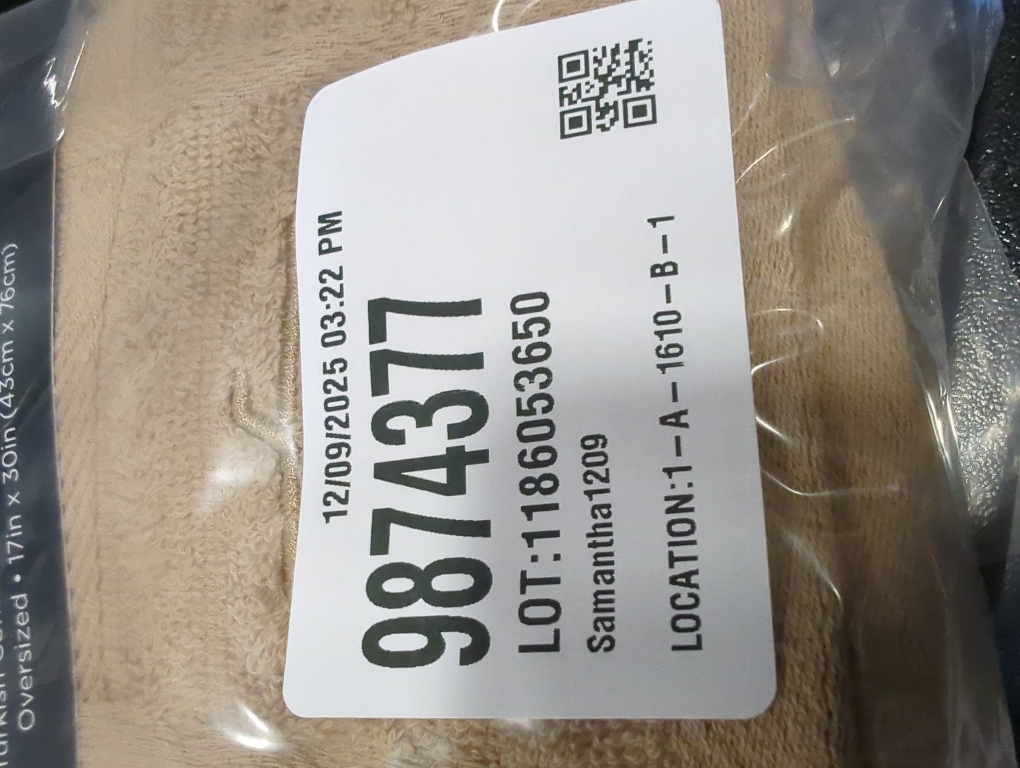 12/09/2025 03:22 PM
9874377
LOT:1186053650
Samantha1209
LOCATION:1-A-1610-B-1
Oversized • 17in x 30in (43cm x 76cm)